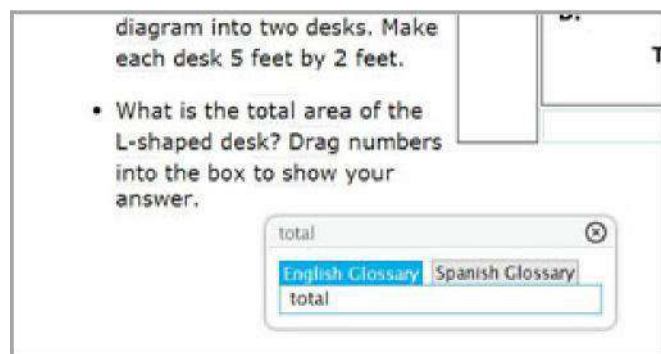 diagram into two desks. Make
each desk 5 feet by 2 feet.
• What is the total area of the
L-shaped desk? Drag numbers
into the box to show your
answer.
total
English Glossary Spanish Glossary
total